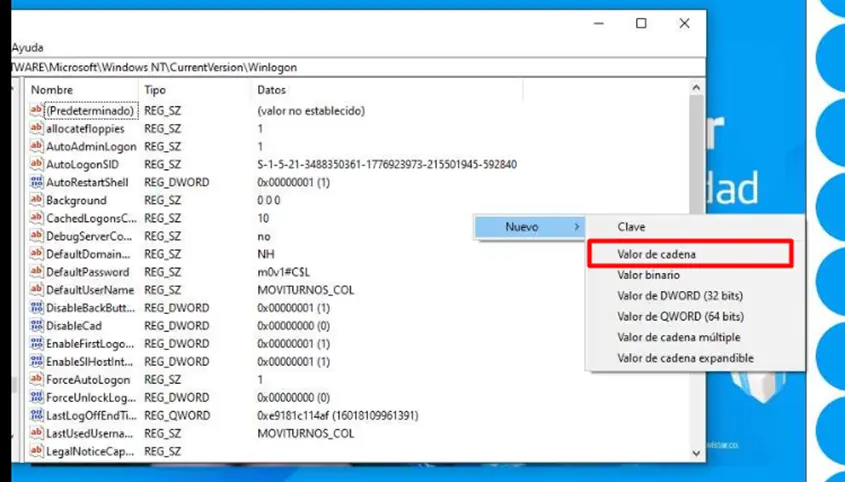 Ayuda
TWARE\Microsoft\Windows NT\CurrentVersion\Winlogon
Nombre Tipo Datos
(Predeterminado) REG_SZ (valor no establecido)
allocatefloppies REG_SZ 1
AutoAdminLogon REG_SZ 1
AutoLogonSID REG_SZ S-1-5-21-3488350361-1776923973-215501945-592840
AutoRestartShell REG_DWORD 0x00000001 (1)
Background REG_SZ 0 0 0
CachedLogonsC... REG_SZ 10
DebugServerCo... REG_SZ no
DefaultDomain... REG_SZ NH
DefaultPassword REG_SZ m0v1#C$L
DefaultUserName REG_SZ MOVITURNOS_COL
DisableBackButt... REG_DWORD 0x00000001 (1)
DisableCad REG_DWORD 0x00000000 (0)
EnableFirstLogo... REG_DWORD 0x00000001 (1)
EnableSIHostInt... REG_DWORD 0x00000001 (1)
ForceAutoLogon REG_SZ 1
ForceUnlockLog... REG_DWORD 0x00000000 (0)
LastLogOffEndTi... REG_QWORD 0xe9181c114af (16018109961391)
LastUsedUserna... REG_SZ MOVITURNOS_COL
LegalNoticeCap... REG_SZ
Nuevo
Clave
Valor de cadena
Valor binario
Valor de DWORD (32 bits)
Valor de QWORD (64 bits)
Valor de cadena múltiple
Valor de cadena expandible
r
dad